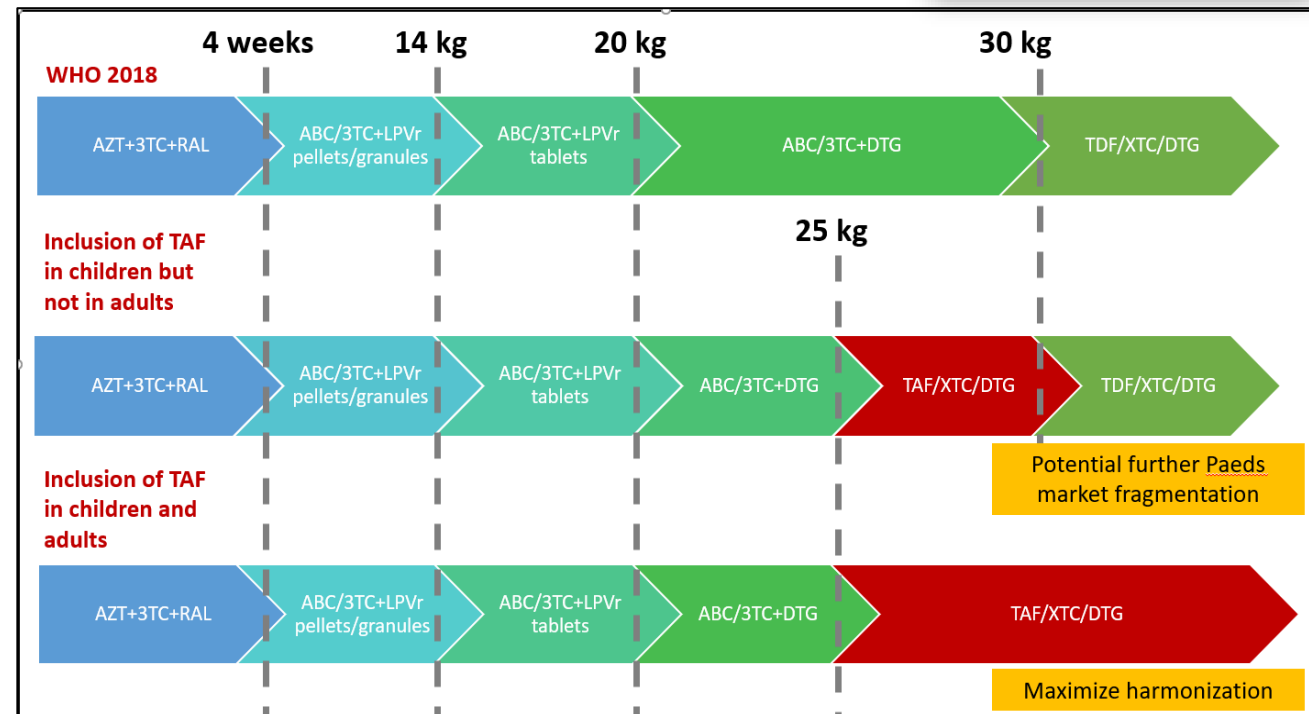 4 weeks
14 kg
20 kg
30 kg
WHO 2018
AZT+3TC+RAL
ABC/3TC+LPVr
pellets/granules
ABC/3TC+LPVr
tablets
ABC/3TC+DTG
TDF/XTC/DTG
Inclusion of TAF
in children but
not in adults
25 kg
AZT+3TC+RAL
ABC/3TC+LPVr
pellets/granules
ABC/3TC+LPVr
tablets
ABC/3TC+DTG
TAF/XTC/DTG
TDF/XTC/DTG
Potential further Paeds
market fragmentation
Inclusion of TAF
in children and
adults
AZT+3TC+RAL
ABC/3TC+LPVr
pellets/granules
ABC/3TC+LPVr
tablets
ABC/3TC+DTG
TAF/XTC/DTG
Maximize harmonization